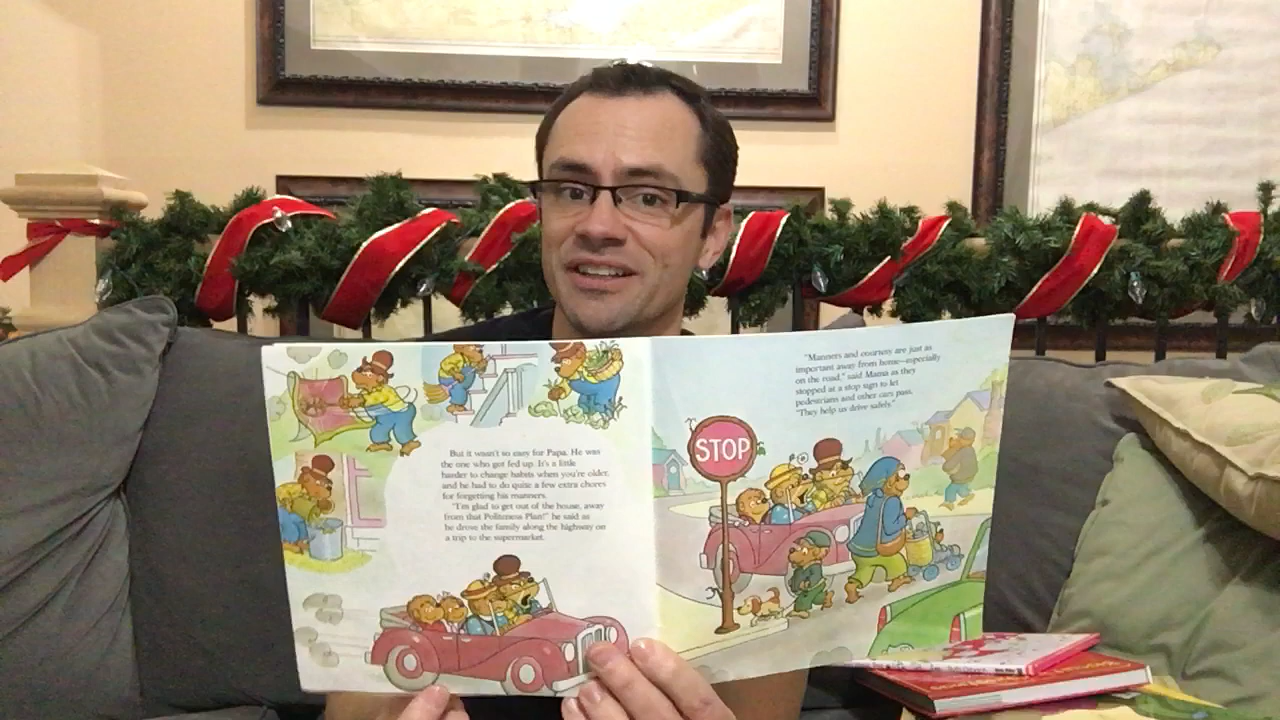 But it wasn't so easy for Papa. He was
the one who got fed up. It's a little
harder to change habits when you're older,
and he had to do quite a few extra chores
for forgetting his manners.
"I'm glad to get out of the house, away
from that Politeness Plan!" he said as
he drove the family along the highway on
a trip to the supermarket.
"Manners and courtesy are just as
important away from home—especially
on the road," said Mama as they
stopped at a stop sign to let
pedestrians and other cars pass.
"They help us drive safely."
STOP